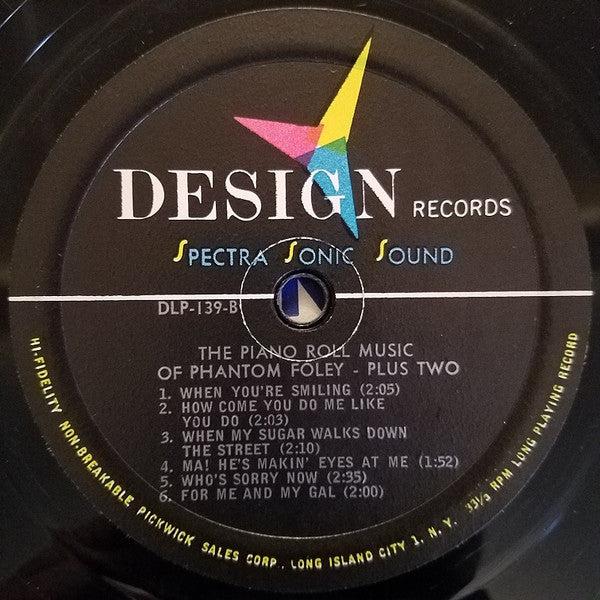 DESIGN RECORDS
SPECTRA SONIC SOUND
DLP-139-B
THE PIANO ROLL MUSIC
OF PHANTOM FOLEY - PLUS TWO
1. WHEN YOU'RE SMILING (2:05)
2. HOW COME YOU DO ME LIKE
YOU DO (2:03)
3. WHEN MY SUGAR WALKS DOWN
THE STREET (2:10)
4. MA! HE'S MAKIN' EYES AT ME (1:52)
5. WHO'S SORRY NOW (2:35)
6. FOR ME AND MY GAL (2:00)
HI-FIDELITY NON-BREAKABLE PICKWICK SALES CORP. LONG ISLAND CITY 1, N. Y. 33⅓ RPM LONG PLAYING RECORD